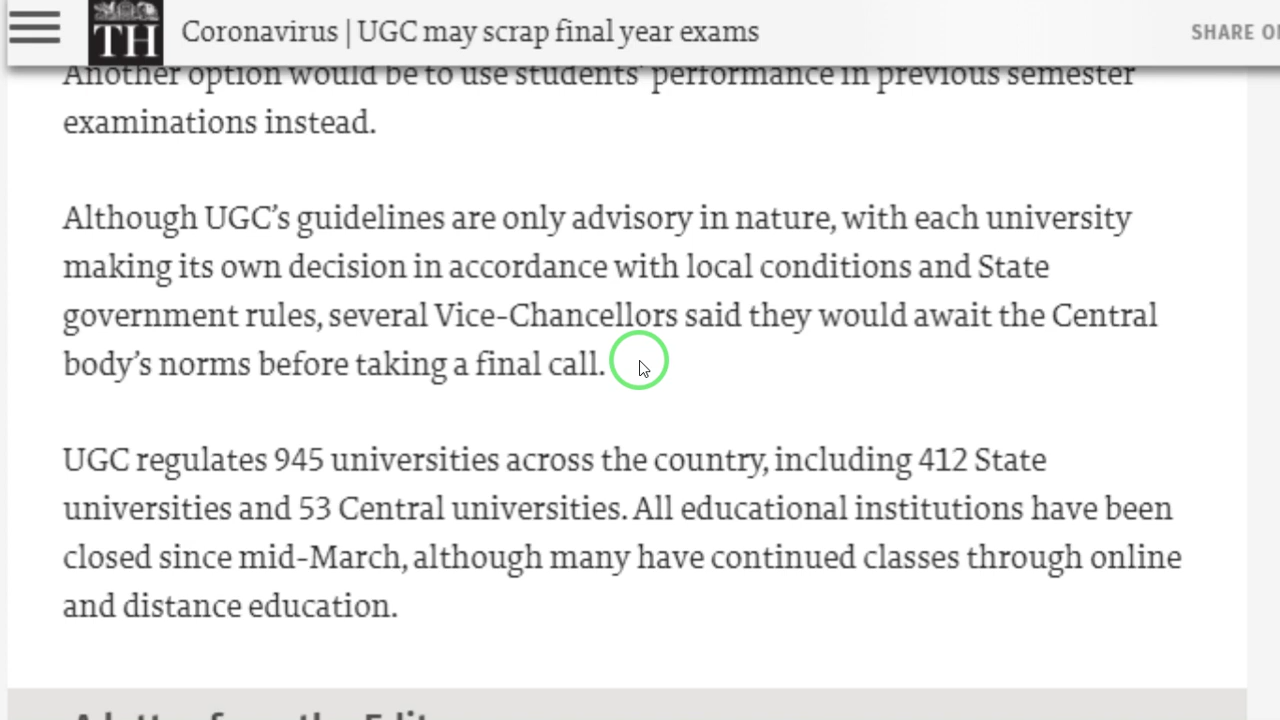 TH
Coronavirus | UGC may scrap final year exams
SHARE
Another option would be to use students' performance in previous semester
examinations instead.
Although UGC’s guidelines are only advisory in nature, with each university
making its own decision in accordance with local conditions and State
government rules, several Vice-Chancellors said they would await the Central
body’s norms before taking a final call.
UGC regulates 945 universities across the country, including 412 State
universities and 53 Central universities. All educational institutions have been
closed since mid-March, although many have continued classes through online
and distance education.
A letter from the